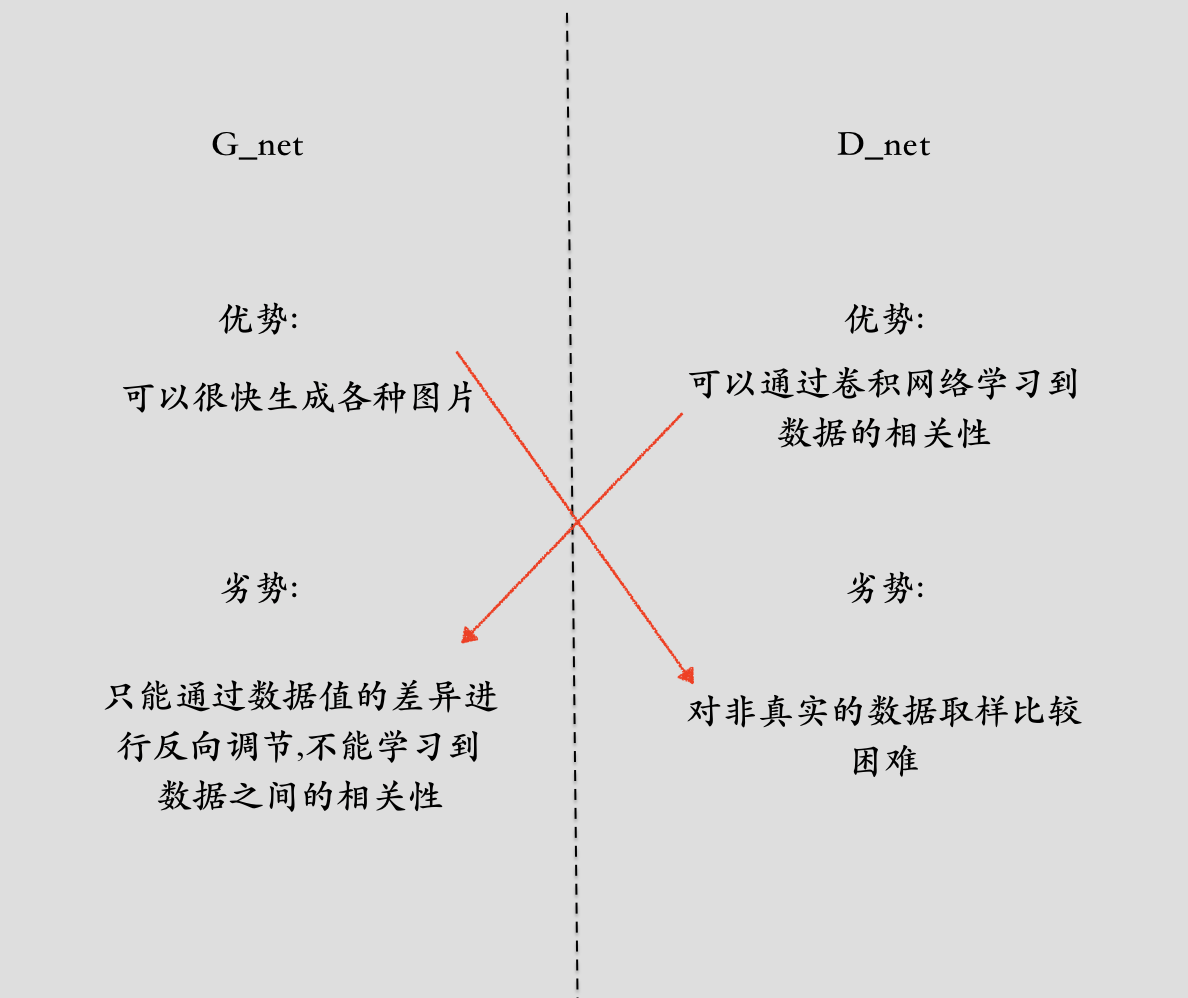 G_net
优势:
可以很快生成各种图片
劣势:
只能通过数据值的差异进
行反向调节,不能学习到
数据之间的相关性
D_net
优势:
可以通过卷积网络学习到
数据的相关性
劣势:
对非真实的数据取样比较
困难